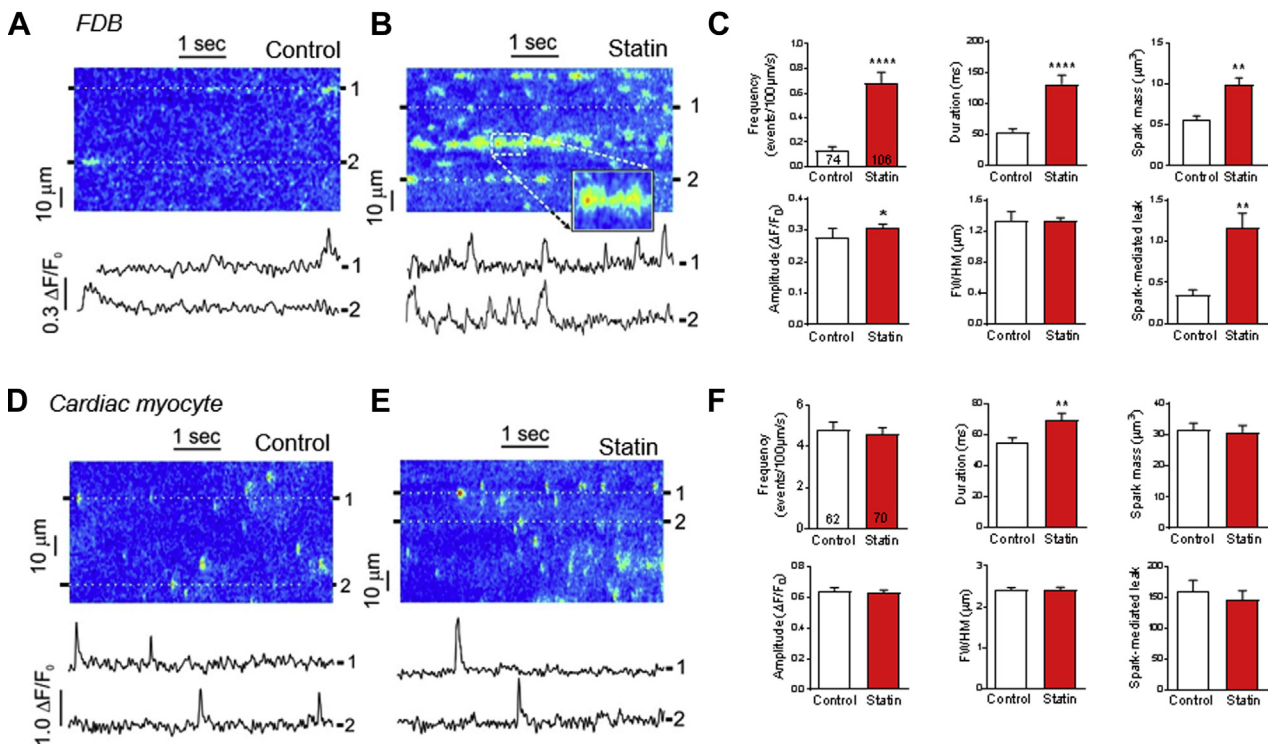 A FDB
1 sec Control
1
2
10 μm
0.3 ΔF/F0
1
2
B
1 sec Statin
1
2
10 μm
1
2
C
Frequency (events/100μm/s)
1.0
0.8
0.6
0.4
0.2
0.0
****
74 106
Control Statin
Duration (ms)
200
150
100
50
0
****
Control Statin
Spark mass (μm³)
1.5
1.0
0.5
0.0
**
Control Statin
Amplitude (ΔF/F0)
0.4
0.3
0.2
0.1
0.0
*
Control Statin
FWHM (μm)
1.5
1.0
0.5
0.0
Control Statin
Spark-mediated leak
1.5
1.0
0.5
0.0
**
Control Statin
D Cardiac myocyte
1 sec Control
1
2
10 μm
1.0 ΔF/F0
1
2
E
1 sec Statin
1
2
10 μm
1
2
F
Frequency (events/100μm/s)
6
4
2
0
62 70
Control Statin
Duration (ms)
80
60
40
20
0
**
Control Statin
Spark mass (μm³)
40
30
20
10
0
Control Statin
Amplitude (ΔF/F0)
0.8
0.6
0.4
0.2
0.0
Control Statin
FWHM (μm)
3
2
1
0
Control Statin
Spark-mediated leak
200
150
100
50
0
Control Statin